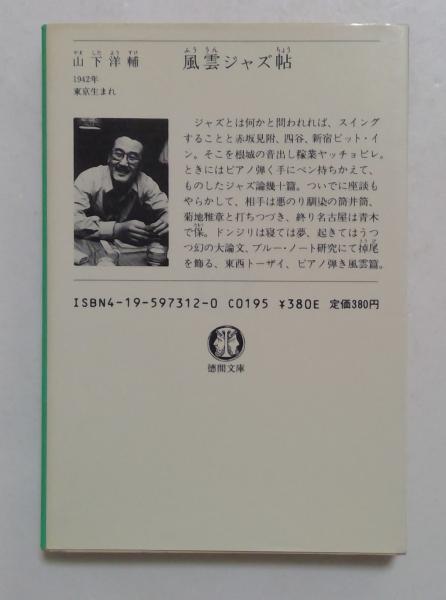 やましたようすけ
山下洋輔
ふううん ちょう
風雲ジャズ帖
1942年
東京生まれ
ジャズとは何かと問われれば、スイング
することと赤坂見附、四谷、新宿ピット・イ
ン。そこを根城の音出し稼業ヤッチョビレ。
ときにはピアノ弾く手にペン持ちかえて、
ものしたジャズ論幾十篇。ついでに座談も
やらかして、相手は悪のり馴染の筒井筒、
菊地雅章と打ちつづき、終り名古屋は青木
で保。ドンジリは寝ては夢、起きてはうつ
つ幻の大論文、ブルー・ノート研究にて掉尾
を飾る、東西トーザイ、ピアノ弾き風雲篇。
ISBN4-19-597312-0 C0195 ¥380E 定価380円
徳間文庫